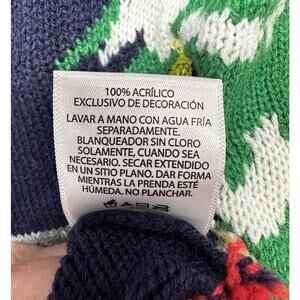 100% ACRÍLICO
EXCLUSIVO DE DECORACIÓN
LAVAR A MANO CON AGUA FRÍA
SEPARADAMENTE.
BLANQUEADOR SIN CLORO
SOLAMENTE, CUANDO SEA
NECESARIO. SECAR EXTENDIDO
EN UN SITIO PLANO. DAR FORMA
MIENTRAS LA PRENDA ESTÉ
HÚMEDA. NO PLANCHAR.